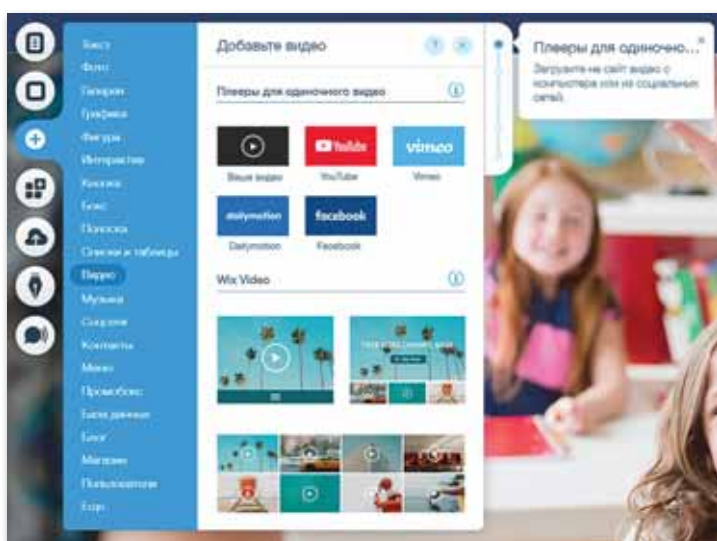 Текст
Фото
Галерея
Графика
Фигура
Интерактив
Кнопка
Бокс
Полоска
Списки и таблицы
Видео
Музыка
Соцсети
Контакты
Меню
Промобокс
База данных
Блог
Магазин
Пользователи
Еще
Добавьте видео
?
×
Плееры для одиночного видео
Ваше видео
YouTube
YouTube
vimeo
Vimeo
dailymotion
Dailymotion
facebook
Facebook
Wix Video
Плееры для одиночно...
×
Загрузите на сайт видео с
компьютера или из социальных
сетей.